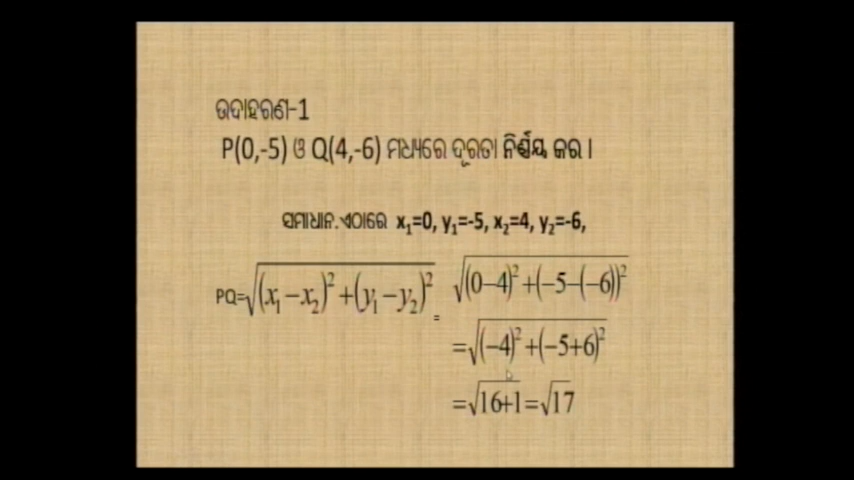 ଉଦାହରଣ-1
P(0,-5) ଓ Q(4,-6) ମଧ୍ୟରେ ଦୂରତା ନିର୍ଣ୍ଣୟ କର ।
ସମାଧାନ.ଏଠାରେ x₁=0, y₁=-5, x₂=4, y₂=-6,
PQ=√((x₁−x₂)²+(y₁−y₂)²) = √((0−4)²+(−5−(−6))²
=√((−4)²+(−5+6)²
=√16+1=√17